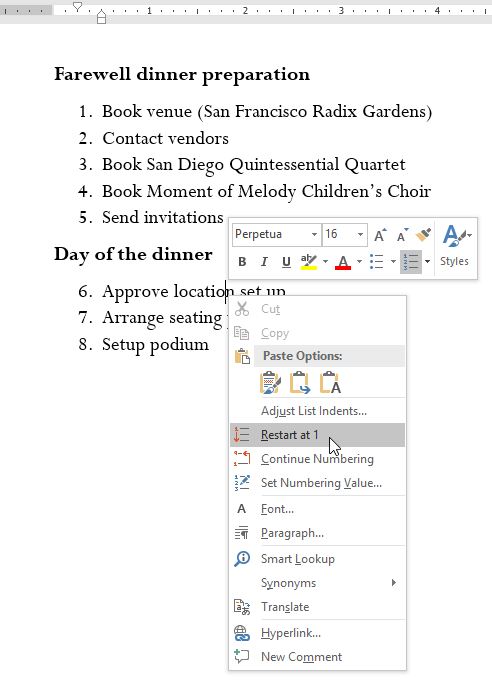 1 2 3 4
Farewell dinner preparation
1. Book venue (San Francisco Radix Gardens)
2. Contact vendors
3. Book San Diego Quintessential Quartet
4. Book Moment of Melody Children's Choir
5. Send invitations
Perpetua 16 A A
B I U ab A Styles
Day of the dinner
6. Approve location set up
7. Arrange seating
8. Setup podium
Cut
Copy
Paste Options:
Adjust List Indents...
Restart at 1
Continue Numbering
Set Numbering Value...
Font...
Paragraph...
Smart Lookup
Synonyms
Translate
Hyperlink...
New Comment